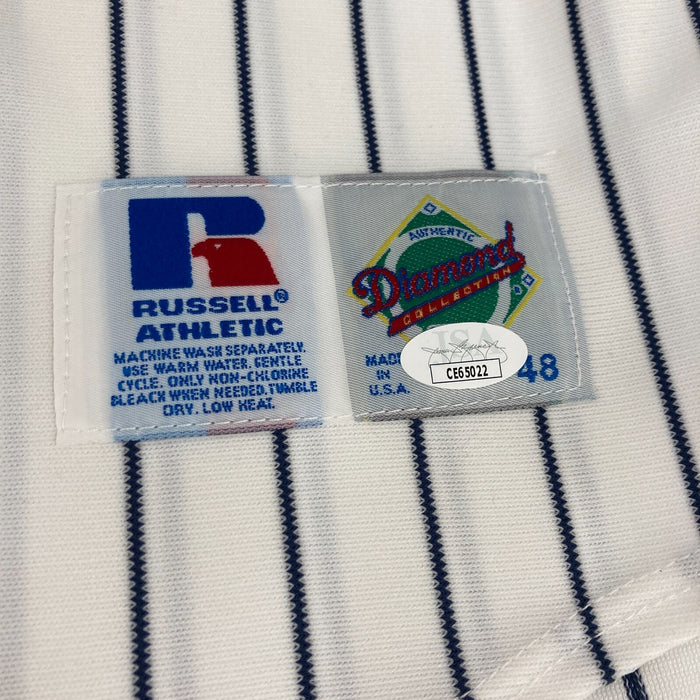 RUSSELL®
ATHLETIC
MACHINE WASH SEPARATELY.
USE WARM WATER. GENTLE
CYCLE. ONLY NON-CHLORINE
BLEACH WHEN NEEDED. TUMBLE
DRY. LOW HEAT.
AUTHENTIC
Diamond
COLLECTION
MADE
IN
U.S.A.
JSA
CE65022
48